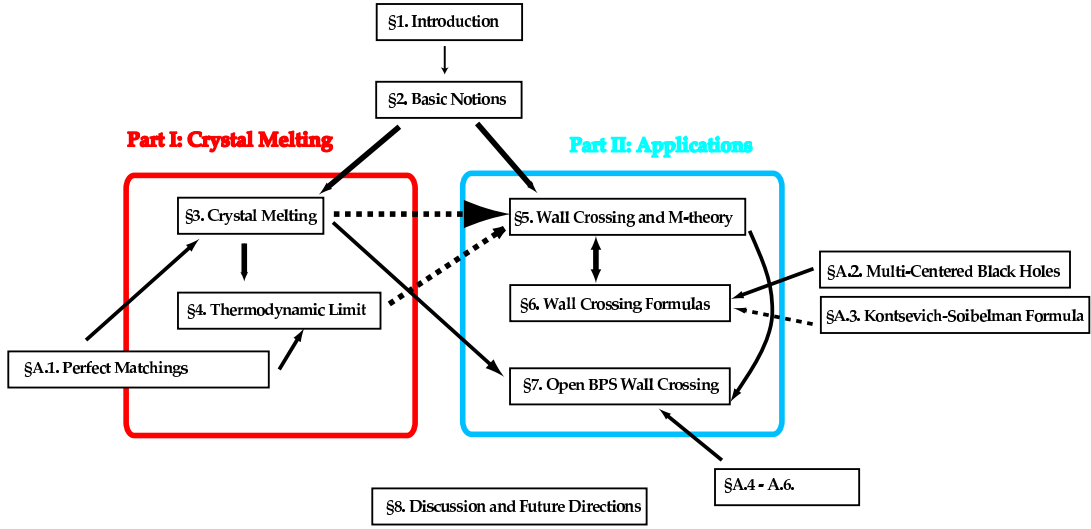 §1. Introduction
§2. Basic Notions
Part I: Crystal Melting
Part II: Applications
§3. Crystal Melting
§5. Wall Crossing and M-theory
§A.2. Multi-Centered Black Holes
§4. Thermodynamic Limit
§6. Wall Crossing Formulas
§A.3. Kontsevich-Soibelman Formula
§A.1. Perfect Matchings
§7. Open BPS Wall Crossing
§A.4 - A.6.
§8. Discussion and Future Directions